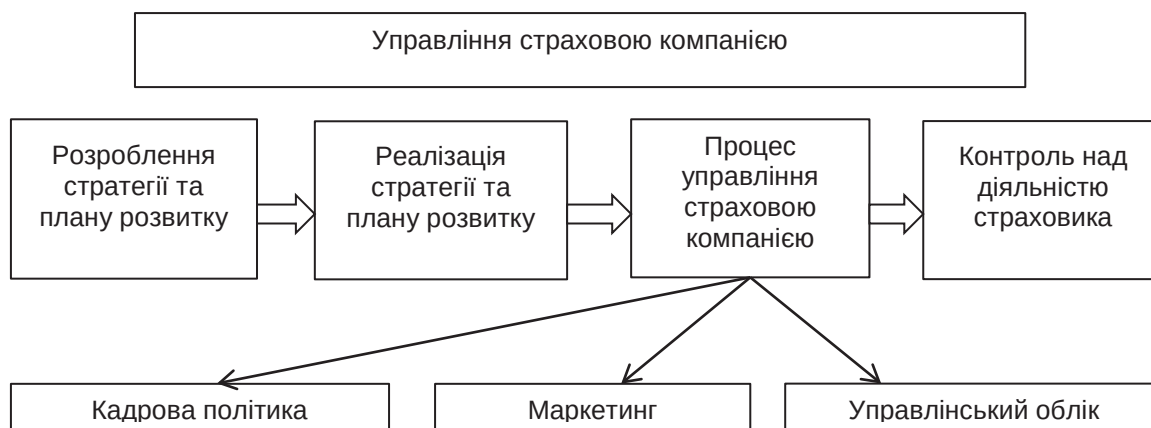 Управління страховою компанією
Розроблення
стратегії та
плану розвитку
Реалізація
стратегії та
плану розвитку
Процес
управління
страховою
компанією
Контроль над
діяльністю
страховика
Кадрова політика
Маркетинг
Управлінський облік